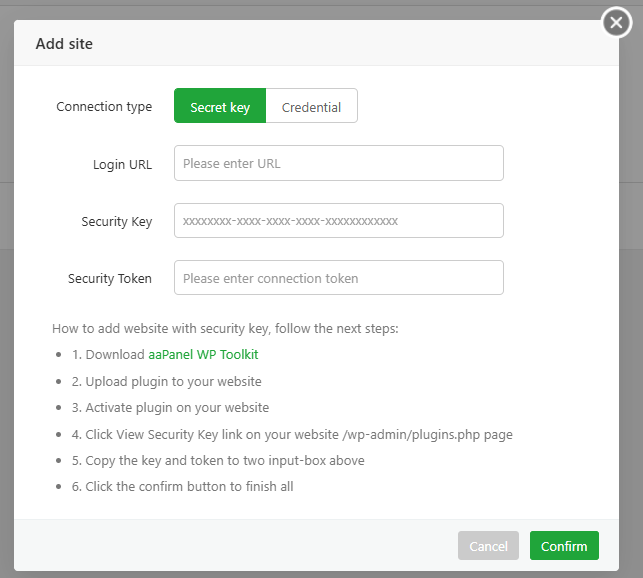 Add site
Connection type Secret key Credential
Login URL Please enter URL
Security Key xxxxxxxx-xxxx-xxxx-xxxx-xxxxxxxxxxxx
Security Token Please enter connection token
How to add website with security key, follow the next steps:
1. Download aaPanel WP Toolkit
2. Upload plugin to your website
3. Activate plugin on your website
4. Click View Security Key link on your website /wp-admin/plugins.php page
5. Copy the key and token to two input-box above
6. Click the confirm button to finish all
Cancel Confirm